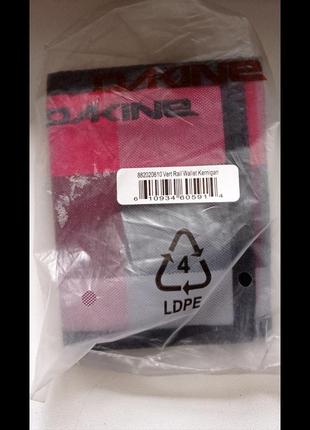 DAKINE
DAKINE
882020610 Vert Rail Wallet Kerrigan
6 10934 60591 4
4
LDPE